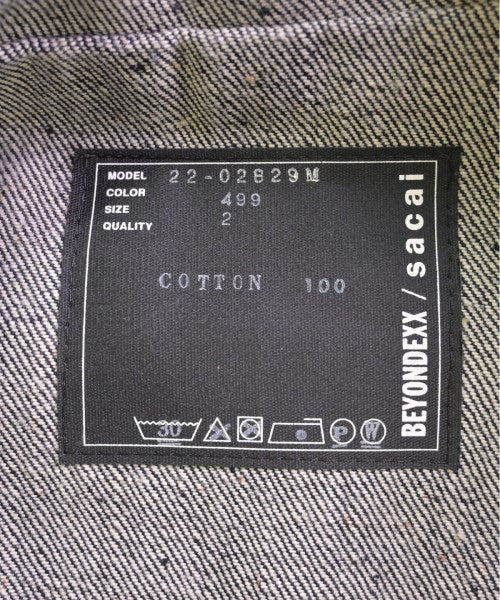 MODEL 22-02829M
COLOR 499
SIZE 2
QUALITY
COTTON 100
30
P
W
BEYONDEXX / sacai